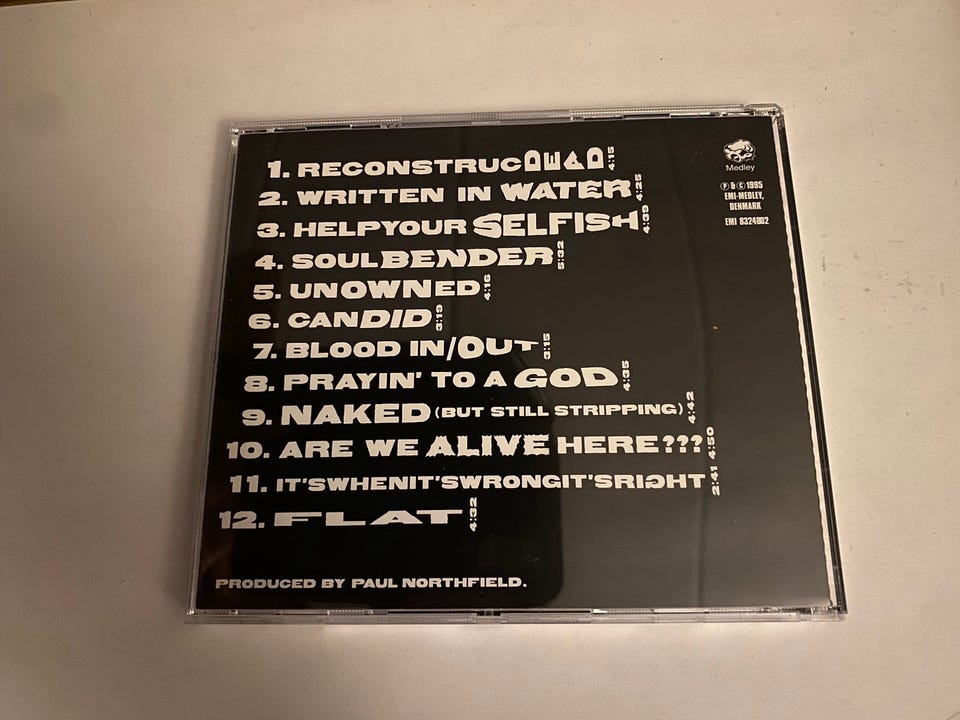 1. RECONSTRUCDEAD 4:15
2. WRITTEN IN WATER 4:25
3. HELPYOURSELFISH 4:39
4. SOULBENDER 5:32
5. UNOWNED 4:16
6. CANDID 3:19
7. BLOOD IN/OUT 3:15
8. PRAYIN' TO A GOD 4:35
9. NAKED (BUT STILL STRIPPING) 4:42
10. ARE WE ALIVE HERE??? 4:50
11. IT'SWHENIT'SWRONGIT'SRIGHT 2:41
12. FLAT 4:32
PRODUCED BY PAUL NORTHFIELD.
Medley
℗ & © 1995
EMI-MEDLEY,
DENMARK
EMI 8324802